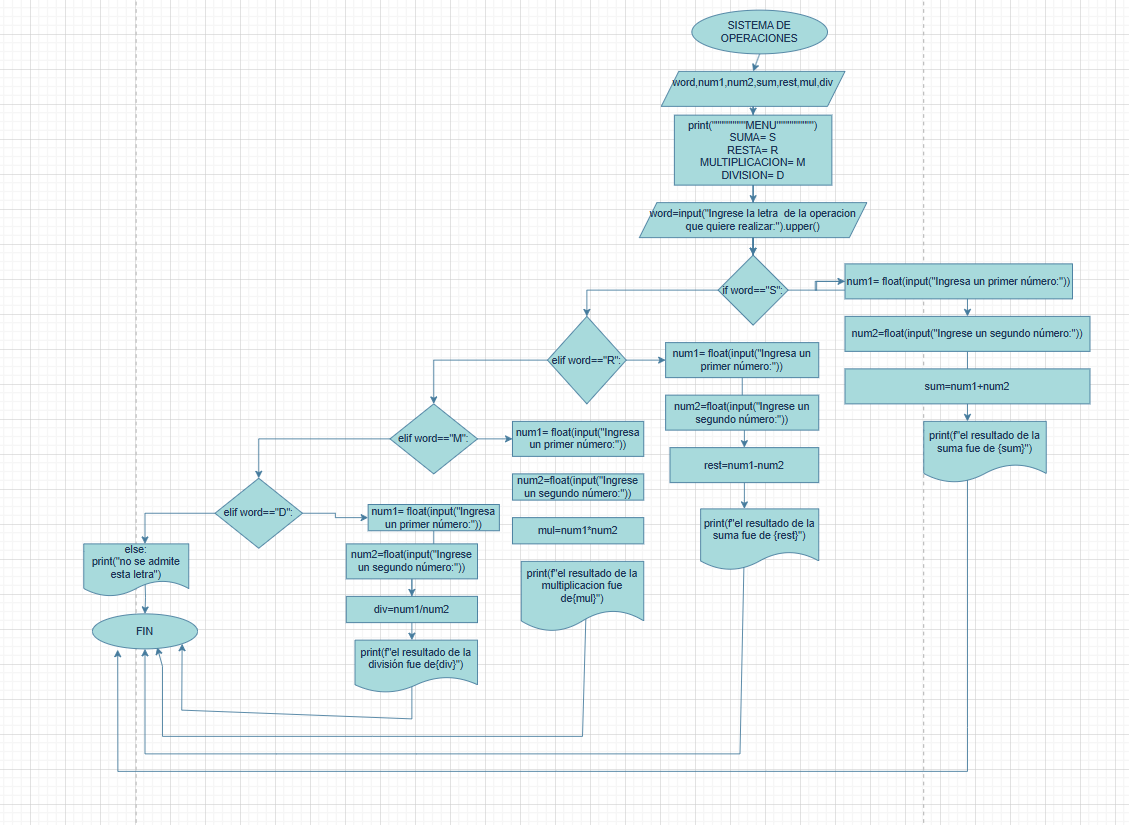 SISTEMA DE
OPERACIONES
word,num1,num2,sum,rest,mul,div
print("""""""""MENU"""""""""")
SUMA= S
RESTA= R
MULTIPLICACION= M
DIVISION= D
word=input("Ingrese la letra  de la operacion
que quiere realizar:").upper()
if word=="S":
num1= float(input("Ingresa un primer número:"))
num2=float(input("Ingrese un segundo número:"))
sum=num1+num2
print(f"el resultado de la
suma fue de {sum}")
elif word=="R":
num1= float(input("Ingresa un
primer número:"))
num2=float(input("Ingrese un
segundo número:"))
rest=num1-num2
print(f"el resultado de la
suma fue de {rest}")
elif word=="M":
num1= float(input("Ingresa
un primer número:"))
num2=float(input("Ingrese
un segundo número:"))
mul=num1*num2
print(f"el resultado de la
multiplicacion fue
de{mul}")
elif word=="D":
num1= float(input("Ingresa
un primer número:"))
num2=float(input("Ingrese
un segundo número:"))
div=num1/num2
print(f"el resultado de la
división fue de{div}")
else:
print("no se admite
esta letra")
FIN